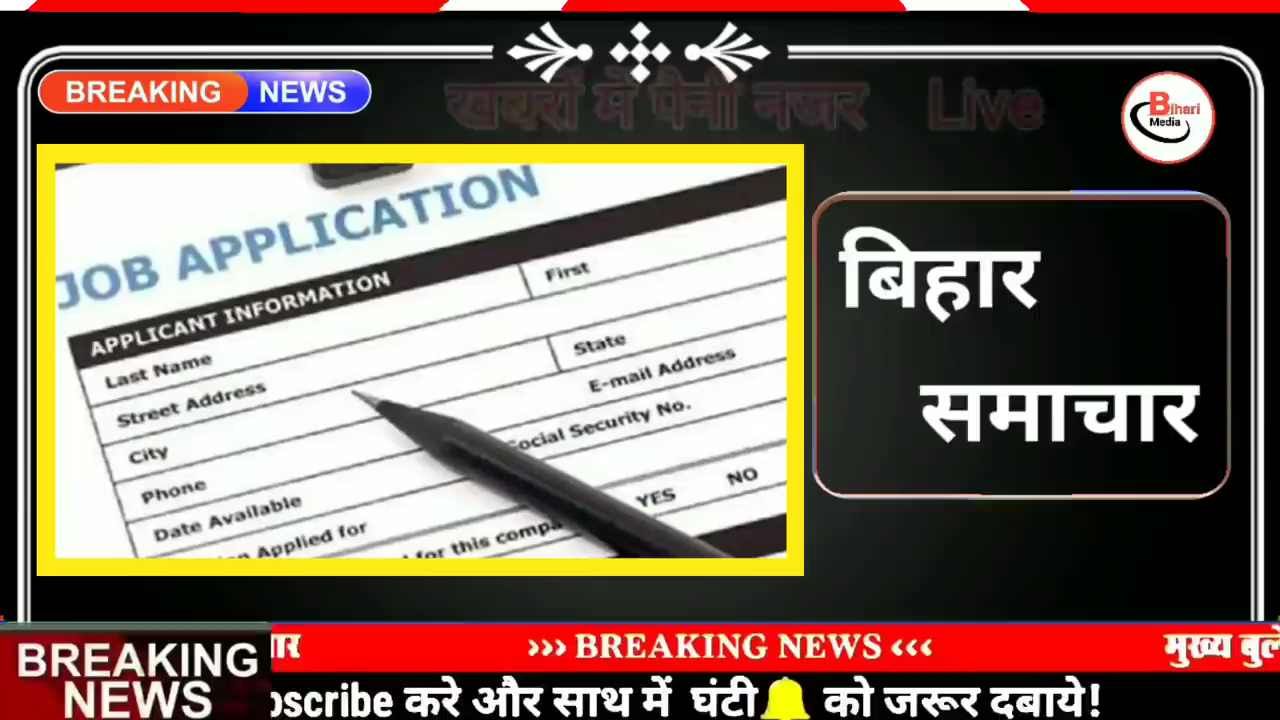 BREAKING NEWS
खबरों में पैनी नजर Live
Bihari
Media
JOB APPLICATION
APPLICANT INFORMATION
Last Name
First
Street Address
State
City
E-mail Address
Phone
Social Security No.
Date Available
Applied for
YES NO
for this
बिहार
समाचार
>>> BREAKING NEWS <<<
मुख्य
BREAKING
NEWS
करे और साथ में घंटी🔔 को जरूर दबाये!